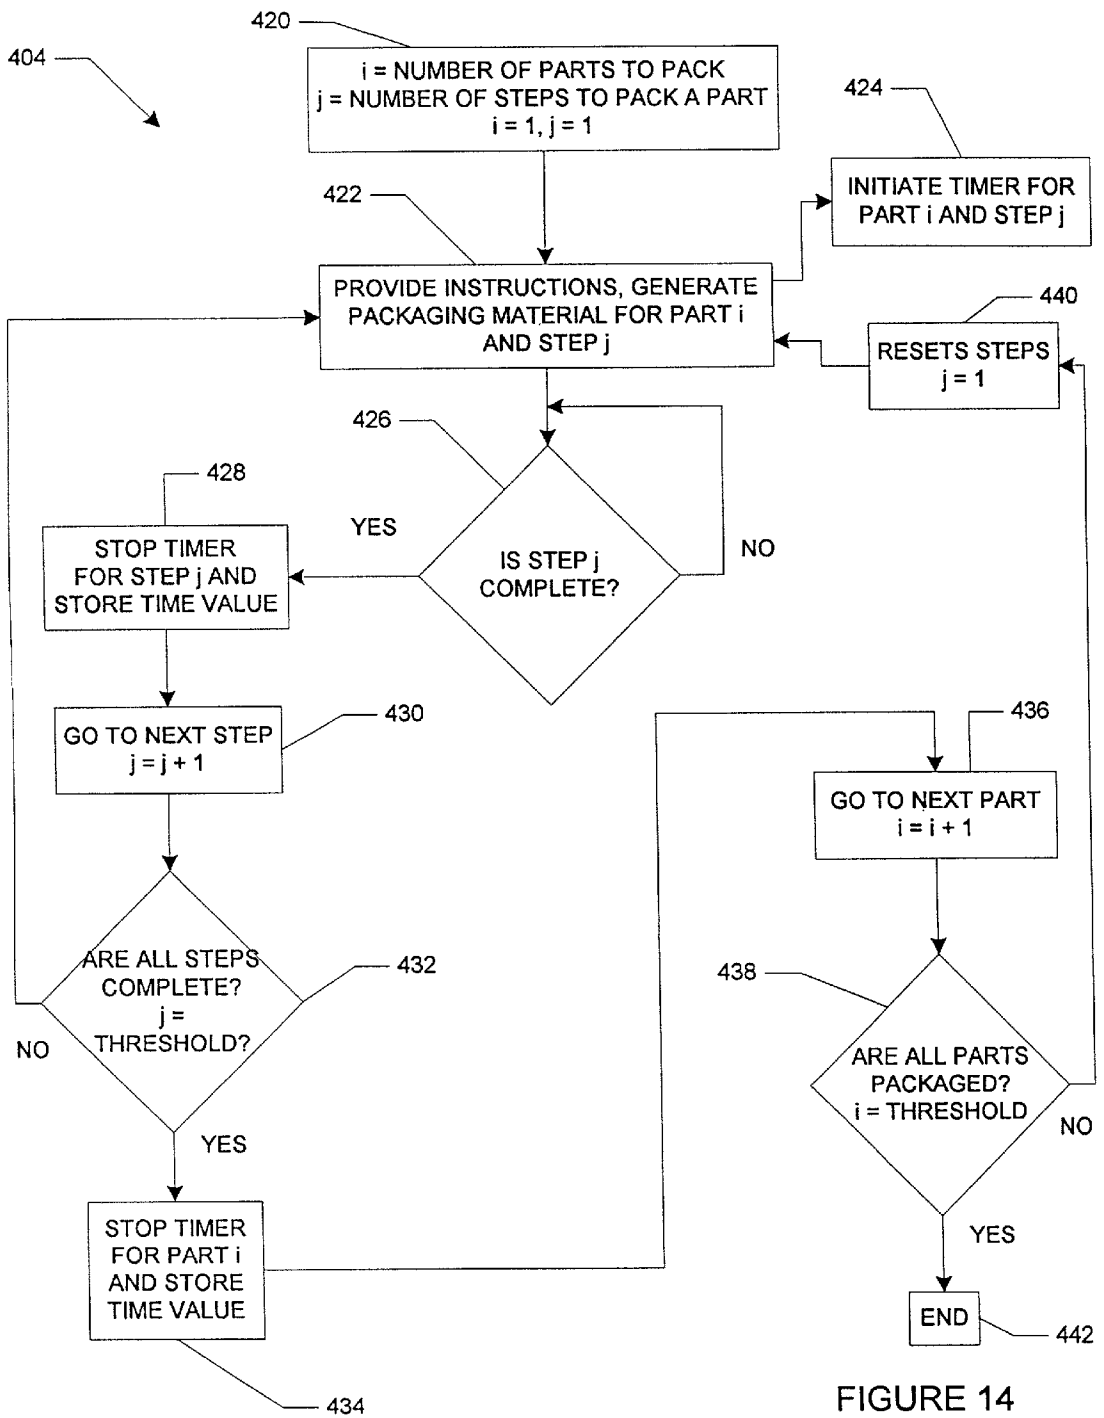 420
404
i = NUMBER OF PARTS TO PACK
j = NUMBER OF STEPS TO PACK A PART
i = 1, j = 1
424
INITIATE TIMER FOR
PART i AND STEP j
422
PROVIDE INSTRUCTIONS, GENERATE
PACKAGING MATERIAL FOR PART i
AND STEP j
440
RESETS STEPS
j = 1
426
IS STEP j
COMPLETE?
YES
NO
428
STOP TIMER
FOR STEP j AND
STORE TIME VALUE
430
GO TO NEXT STEP
j = j + 1
432
ARE ALL STEPS
COMPLETE?
j =
THRESHOLD?
NO
YES
STOP TIMER
FOR PART i
AND STORE
TIME VALUE
434
436
GO TO NEXT PART
i = i + 1
438
ARE ALL PARTS
PACKAGED?
i = THRESHOLD
NO
YES
END
442
FIGURE 14